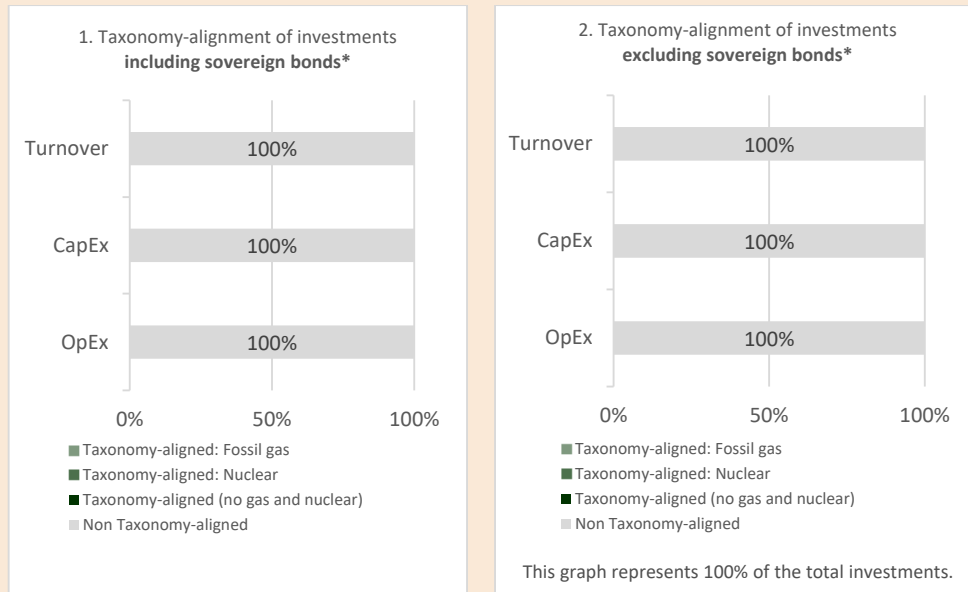 1. Taxonomy-alignment of investments
including sovereign bonds*
Turnover
100%
CapEx
100%
OpEx
100%
0%
50%
100%
Taxonomy-aligned: Fossil gas
Taxonomy-aligned: Nuclear
Taxonomy-aligned (no gas and nuclear)
Non Taxonomy-aligned
2. Taxonomy-alignment of investments
excluding sovereign bonds*
Turnover
100%
CapEx
100%
OpEx
100%
0%
50%
100%
Taxonomy-aligned: Fossil gas
Taxonomy-aligned: Nuclear
Taxonomy-aligned (no gas and nuclear)
Non Taxonomy-aligned
This graph represents 100% of the total investments.